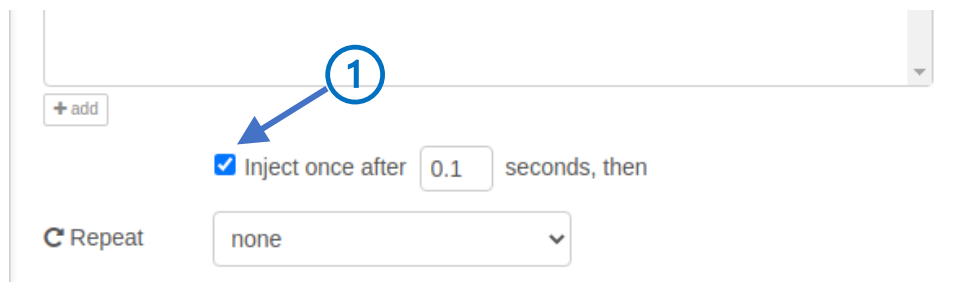 1
+ add
Inject once after 0.1 seconds, then
Repeat none